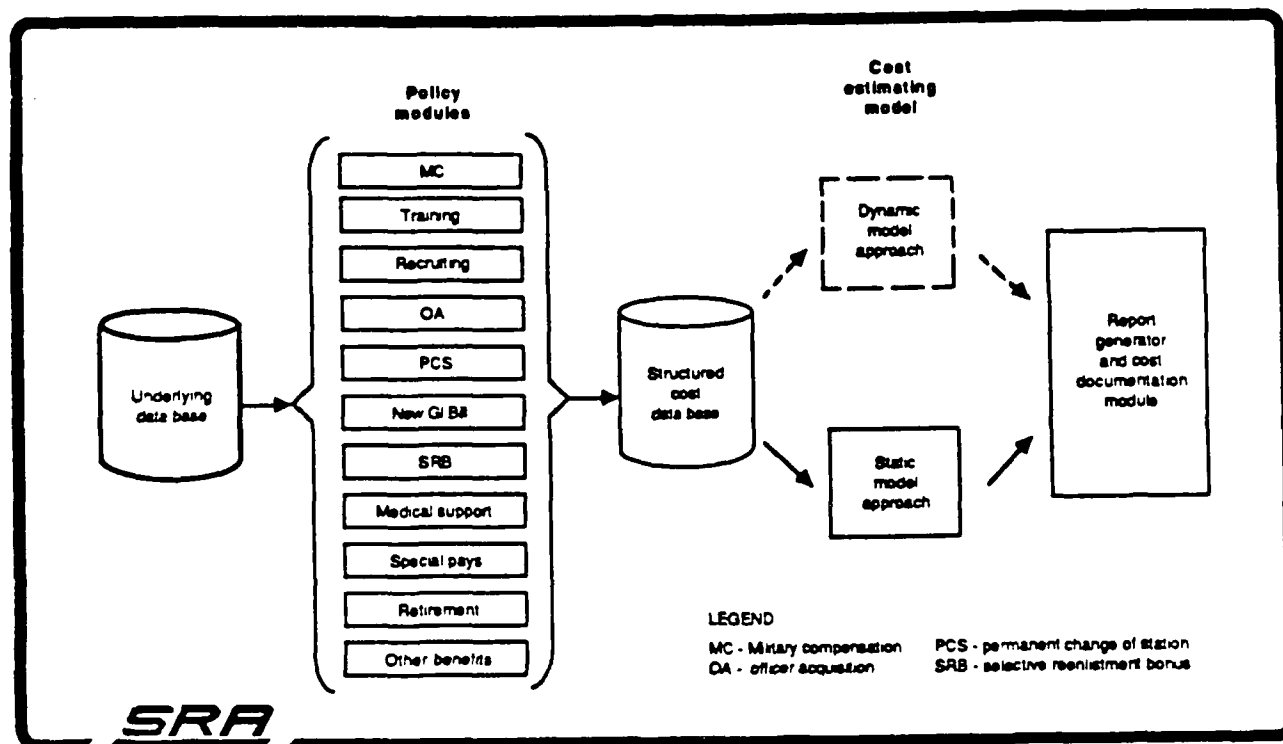 Policy
modules
Cost
estimating
model
MC
Training
Recruiting
OA
PCS
New GI Bill
SRB
Medical support
Special pays
Retirement
Other benefits
Underlying
data base
Structured
cost
data base
Dynamic
model
approach
Static
model
approach
Report
generator
and cost
documentation
module
LEGEND
MC - Military compensation
OA - officer acquisition
PCS - permanent change of station
SRB - selective reenlistment bonus
SRA